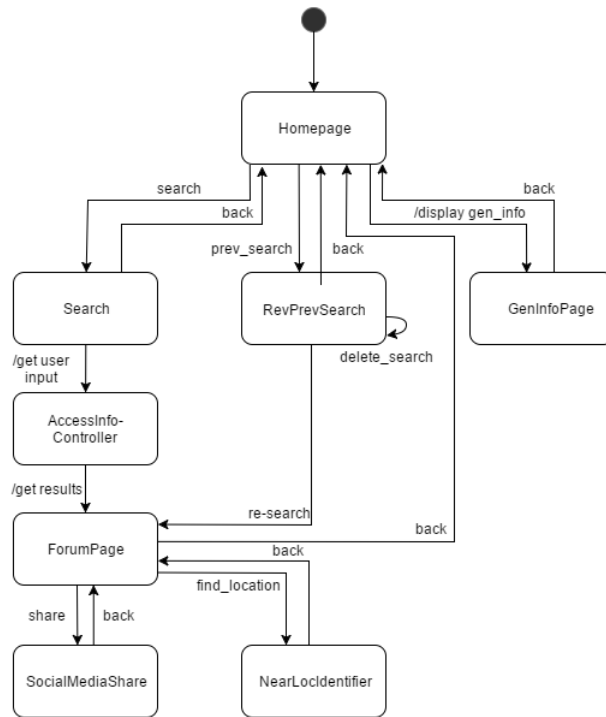 Homepage
search
back
/display gen_info
back
prev_search
back
Search
RevPrevSearch
GenInfoPage
delete_search
/get user
input
AccessInfo-
Controller
/get results
re-search
back
ForumPage
back
find_location
share
back
SocialMediaShare
NearLocIdentifier